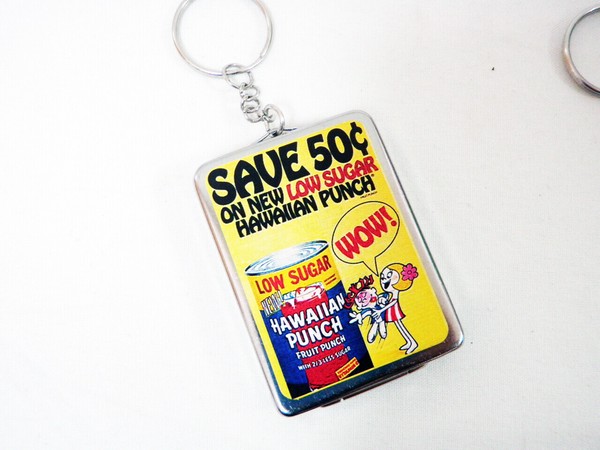 SAVE 50¢
ON NEW LOW SUGAR
HAWAIIAN PUNCH
WOW!
LOW SUGAR
HAWAIIAN
PUNCH
FRUIT PUNCH
WITH 2/3 LESS SUGAR